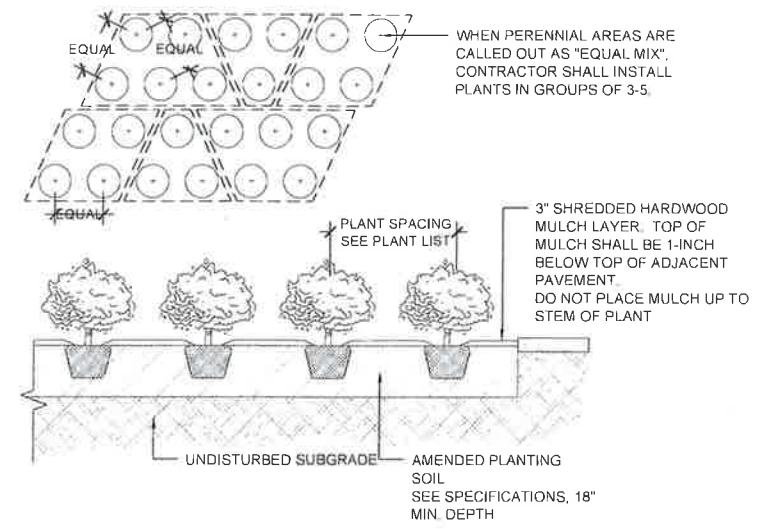 EQUAL
EQUAL
WHEN PERENNIAL AREAS ARE
CALLED OUT AS "EQUAL MIX",
CONTRACTOR SHALL INSTALL
PLANTS IN GROUPS OF 3-5.
EQUAL
PLANT SPACING
SEE PLANT LIST
3" SHREDDED HARDWOOD
MULCH LAYER. TOP OF
MULCH SHALL BE 1-INCH
BELOW TOP OF ADJACENT
PAVEMENT.
DO NOT PLACE MULCH UP TO
STEM OF PLANT
UNDISTURBED SUBGRADE
AMENDED PLANTING
SOIL
SEE SPECIFICATIONS, 18"
MIN. DEPTH